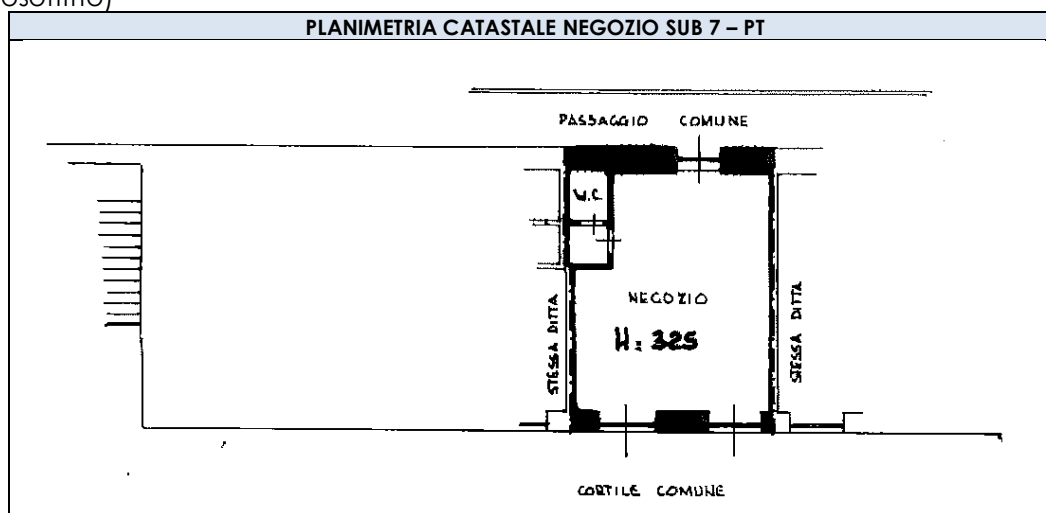 PLANIMETRIA CATASTALE NEGOZIO SUB 7 – PT
PASSAGGIO COMUNE
W.C
NEGOZIO
H. 325
STESSA DITTA
STESSA DITTA
CORTILE COMUNE